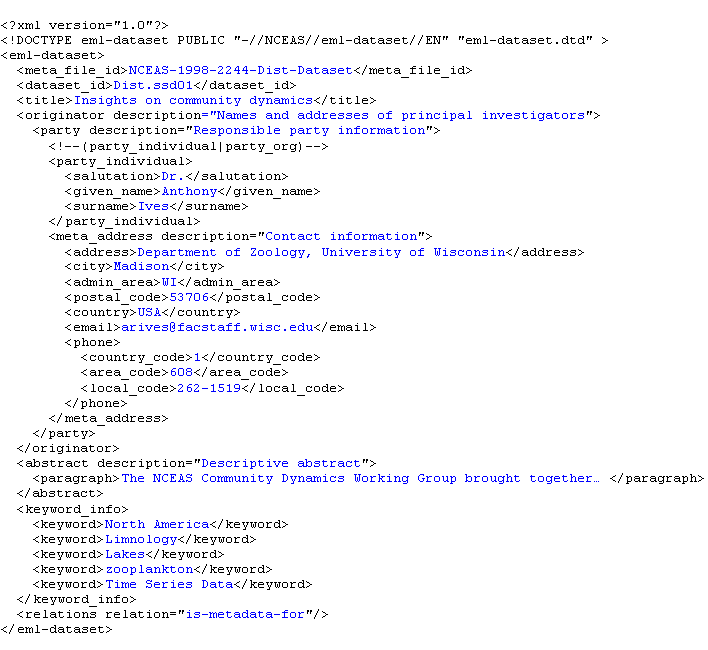 <?xml version="1.0"?>
<!DOCTYPE eml-dataset PUBLIC "-//NCEAS//eml-dataset//EN" "eml-dataset.dtd" >
<eml-dataset>
  <meta_file_id>NCEAS-1998-2244-Dist-Dataset</meta_file_id>
  <dataset_id>Dist.ssd01</dataset_id>
  <title>Insights on community dynamics</title>
  <originator description="Names and addresses of principal investigators">
    <party description="Responsible party information">
      <!--(party_individual|party_org)-->
      <party_individual>
        <salutation>Dr.</salutation>
        <given_name>Anthony</given_name>
        <surname>Ives</surname>
      </party_individual>
      <meta_address description="Contact information">
        <address>Department of Zoology, University of Wisconsin</address>
        <city>Madison</city>
        <admin_area>WI</admin_area>
        <postal_code>53706</postal_code>
        <country>USA</country>
        <email>arives@facstaff.wisc.edu</email>
        <phone>
          <country_code>1</country_code>
          <area_code>608</area_code>
          <local_code>262-1519</local_code>
        </phone>
      </meta_address>
    </party>
  </originator>
  <abstract description="Descriptive abstract">
    <paragraph>The NCEAS Community Dynamics Working Group brought together… </paragraph>
  </abstract>
  <keyword_info>
    <keyword>North America</keyword>
    <keyword>Limnology</keyword>
    <keyword>Lakes</keyword>
    <keyword>zooplankton</keyword>
    <keyword>Time Series Data</keyword>
  </keyword_info>
  <relations relation="is-metadata-for"/>
</eml-dataset>